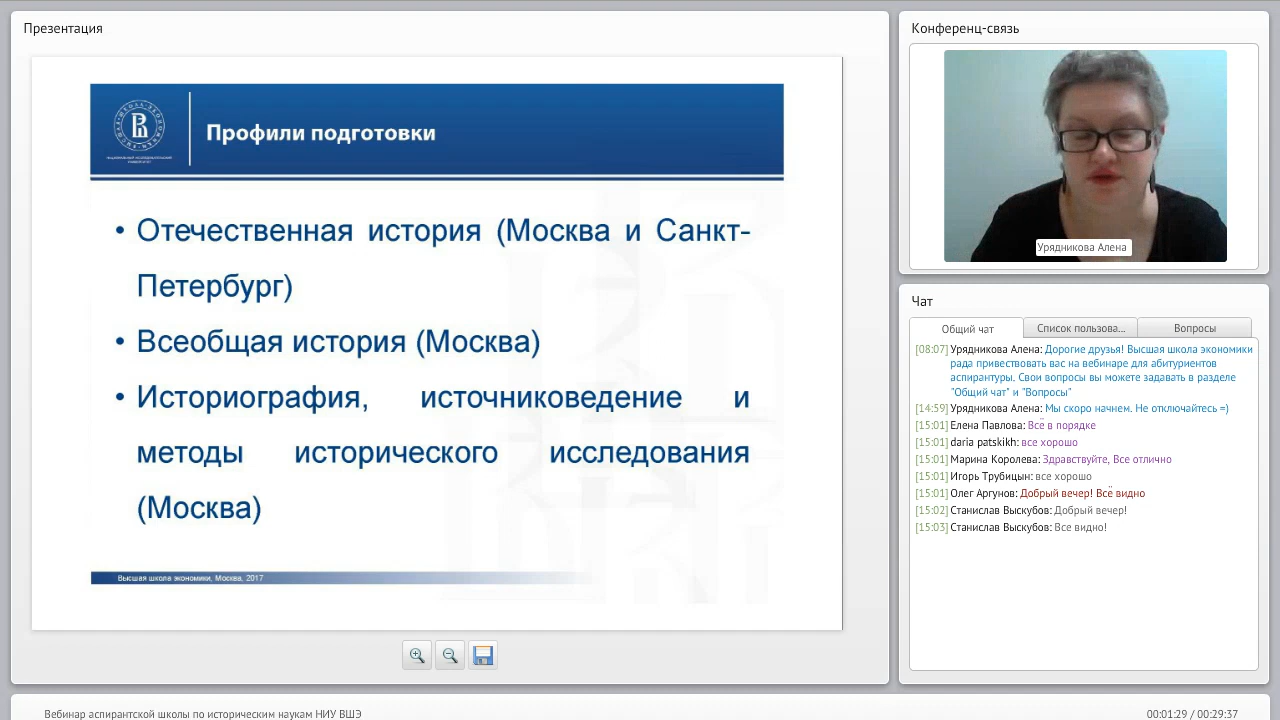 Презентация
Профили подготовки
• Отечественная история (Москва и Санкт-
Петербург)
• Всеобщая история (Москва)
• Историография, источниковедение и
методы исторического исследования
(Москва)
Высшая школа экономики, Москва, 2017
Конференц-связь
Урядникова Алена
Чат
Общий чат
Список пользова...
Вопросы
[08:07] Урядникова Алена: Дорогие друзья! Высшая школа экономики
рада привествовать вас на вебинаре для абитуриентов
аспирантуры. Свои вопросы вы можете задавать в разделе
"Общий чат" и "Вопросы"
[14:59] Урядникова Алена: Мы скоро начнем. Не отключайтесь =)
[15:01] Елена Павлова: Всё в порядке
[15:01] daria patskikh: все хорошо
[15:01] Марина Королева: Здравствуйте, Все отлично
[15:01] Игорь Трубицын: все хорошо
[15:01] Олег Аргунов: Добрый вечер! Всё видно
[15:02] Станислав Выскубов: Добрый вечер!
[15:03] Станислав Выскубов: Все видно!
Вебинар аспирантской школы по историческим наукам НИУ ВШЭ
00:01:29 / 00:29:37